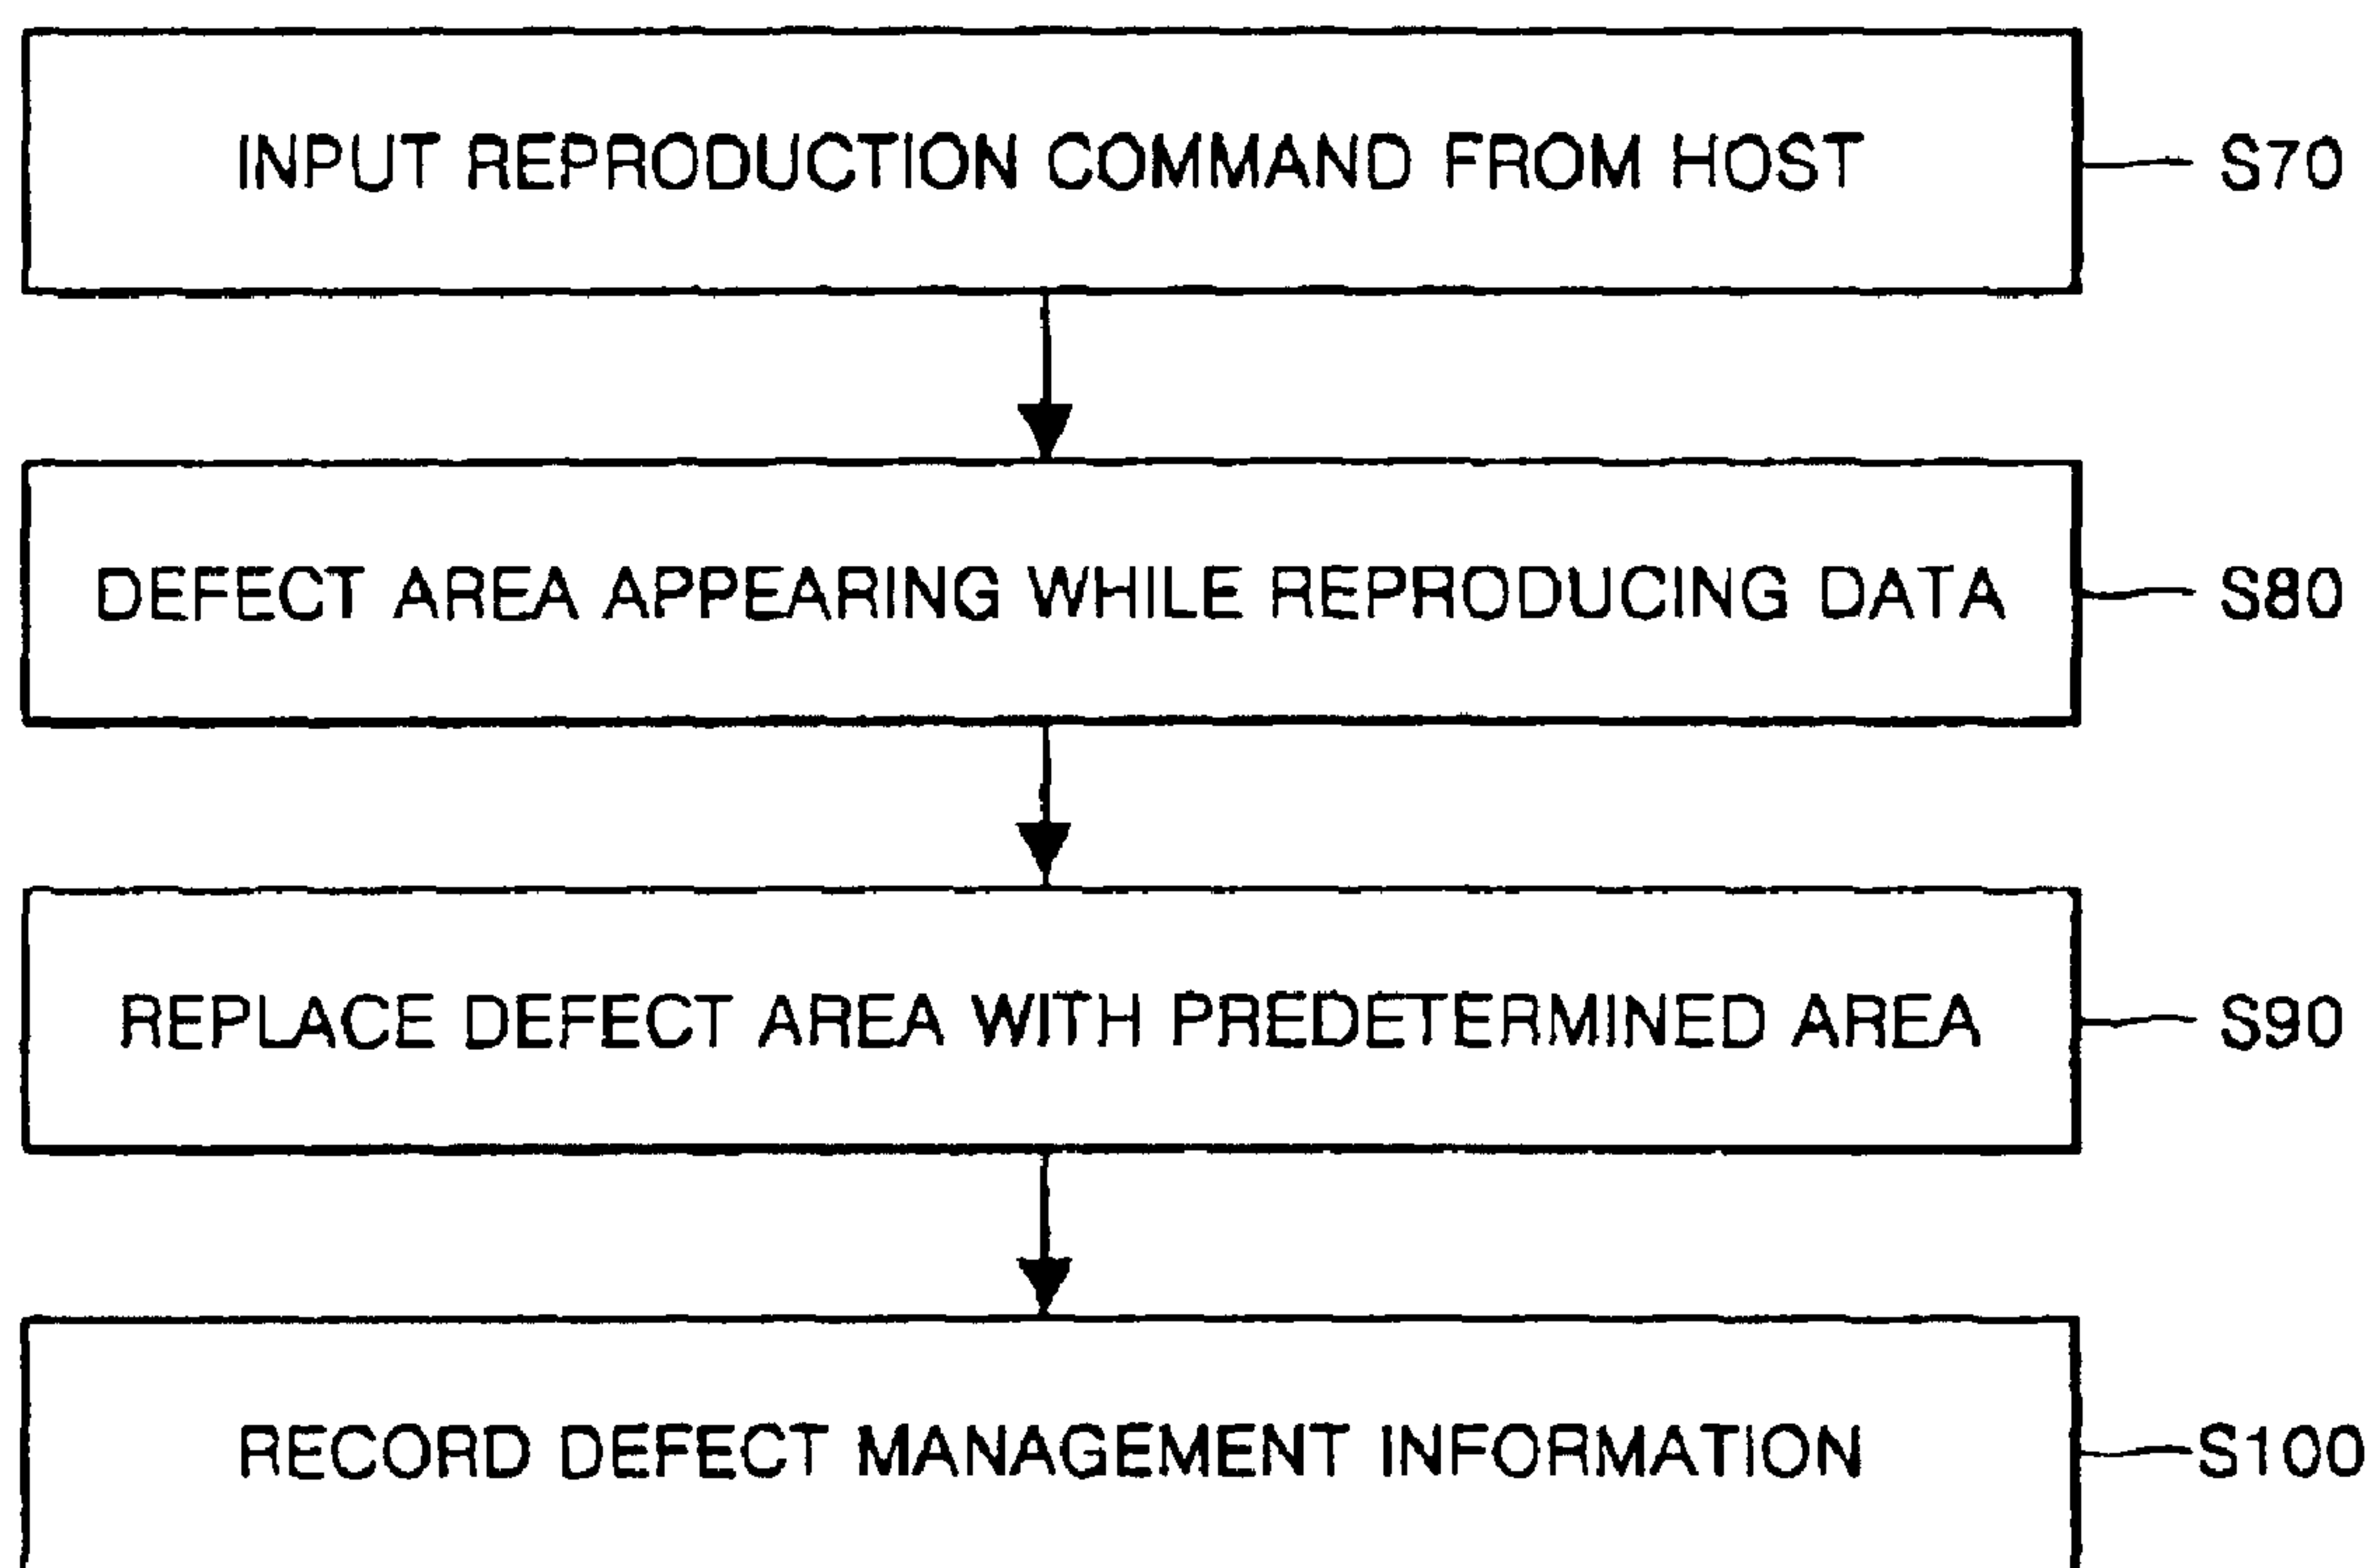 INPUT REPRODUCTION COMMAND FROM HOST S70
DEFECT AREA APPEARING WHILE REPRODUCING DATA S80
REPLACE DEFECT AREA WITH PREDETERMINED AREA S90
RECORD DEFECT MANAGEMENT INFORMATION S100